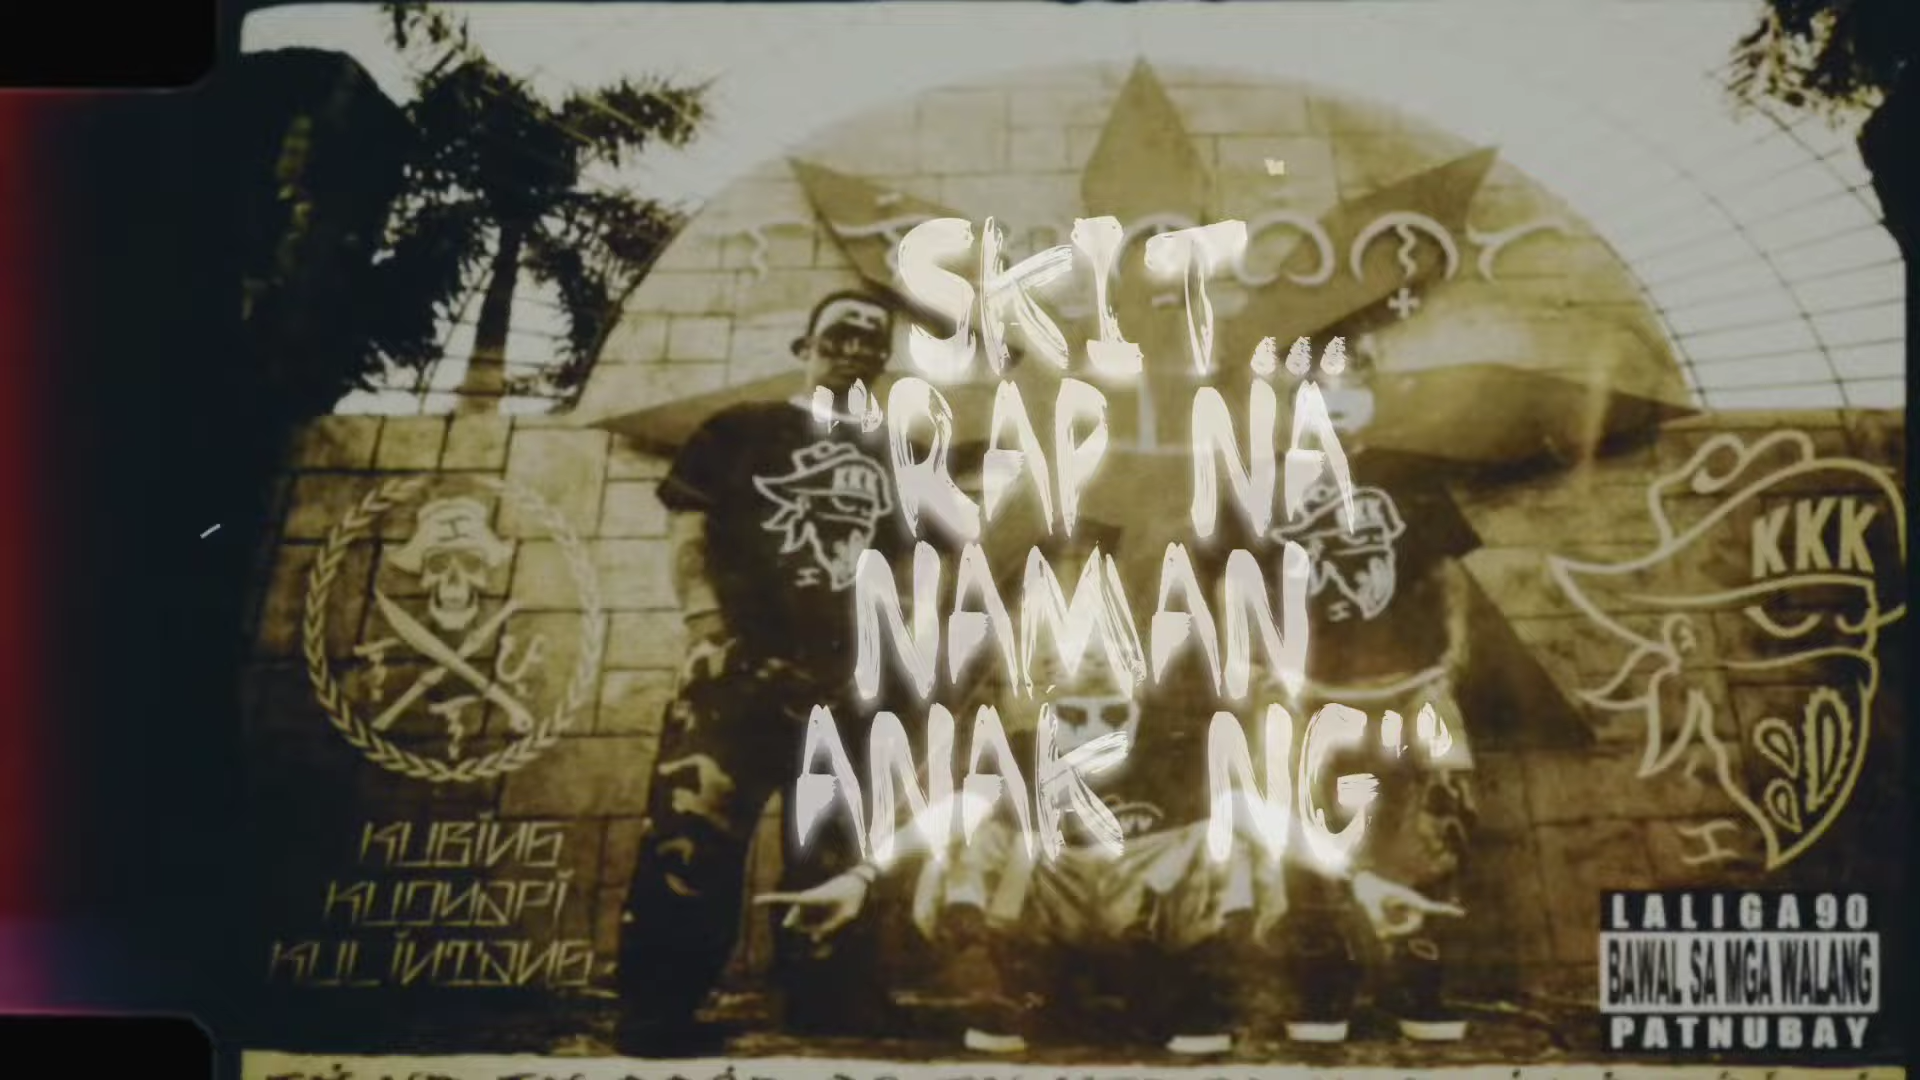 SKIT ...
"RAP NA
NAMAN
ANAK NG"
KKK
KUBING
KUDYAPI
KULINTANG
LALIGA90
BAWAL SA MGA WALANG
PATNUBAY